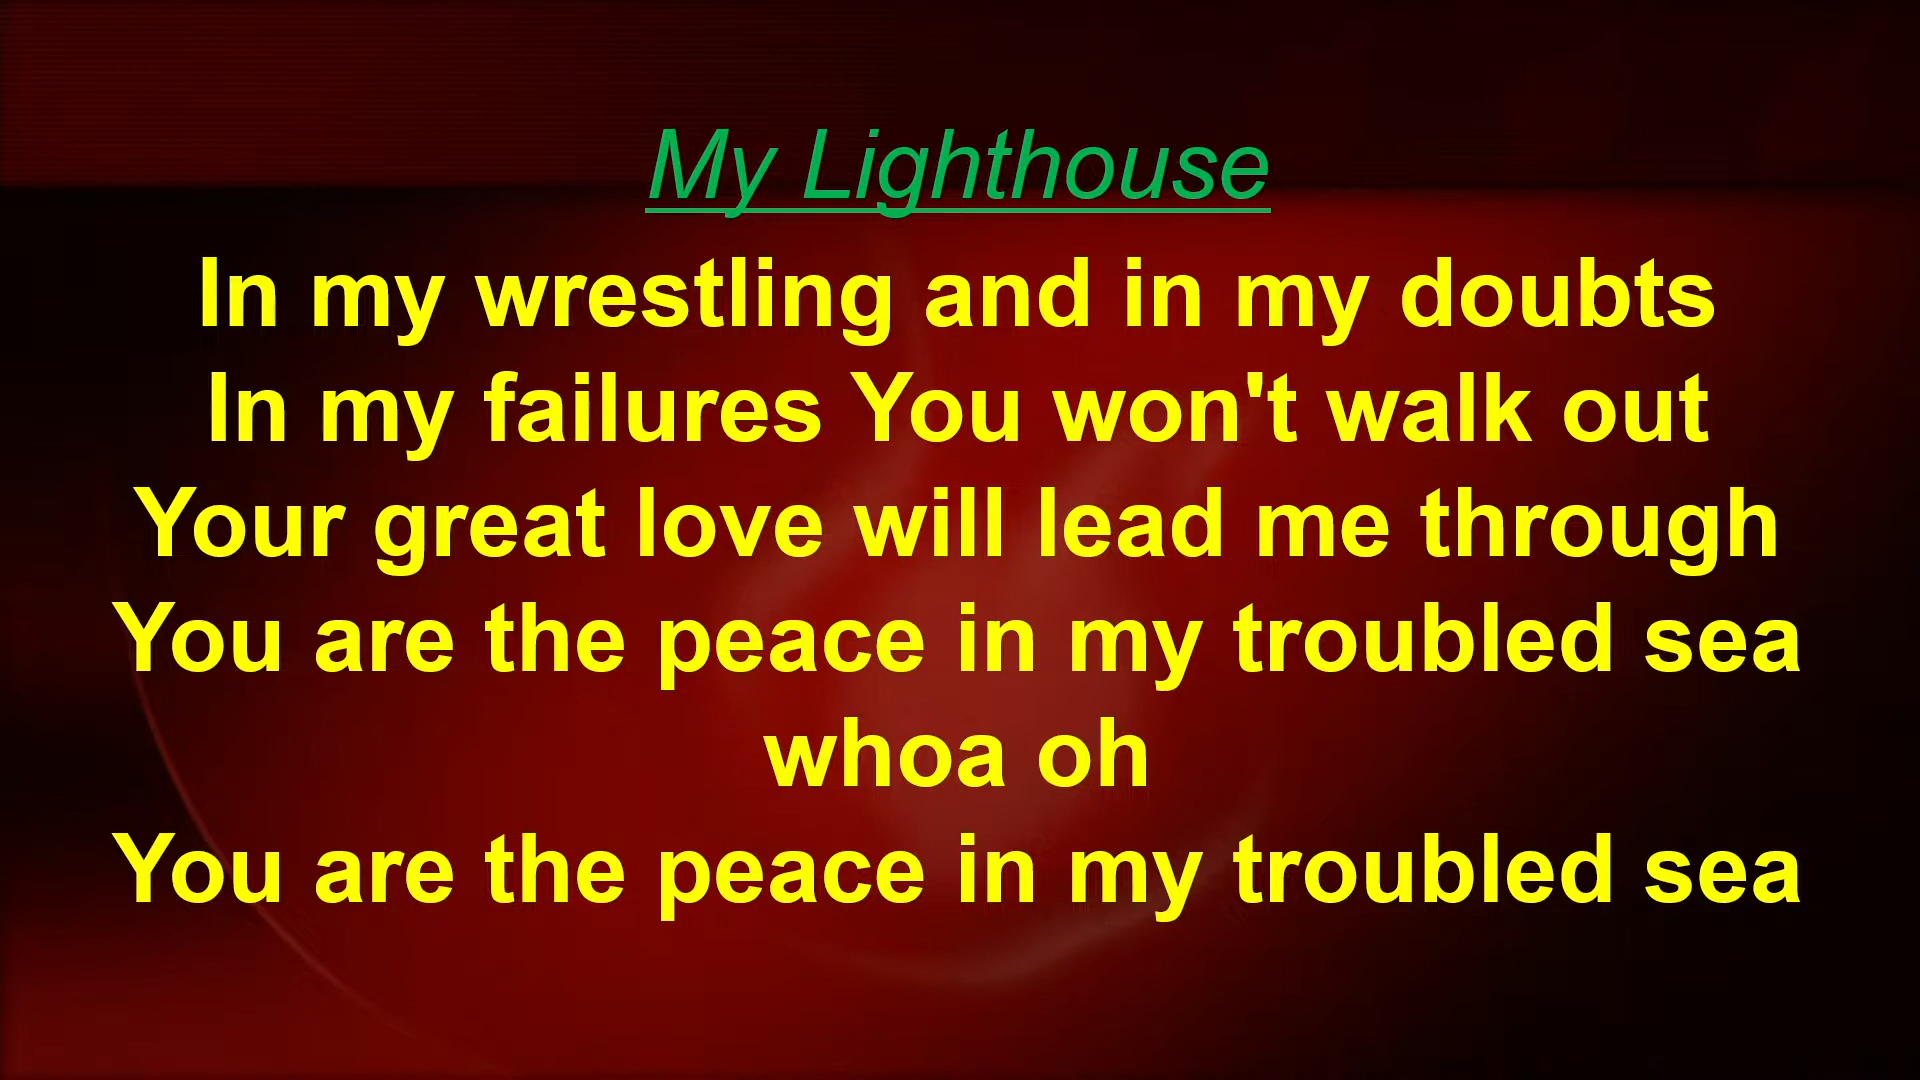 My Lighthouse
In my wrestling and in my doubts
In my failures You won't walk out
Your great love will lead me through
You are the peace in my troubled sea
whoa oh
You are the peace in my troubled sea